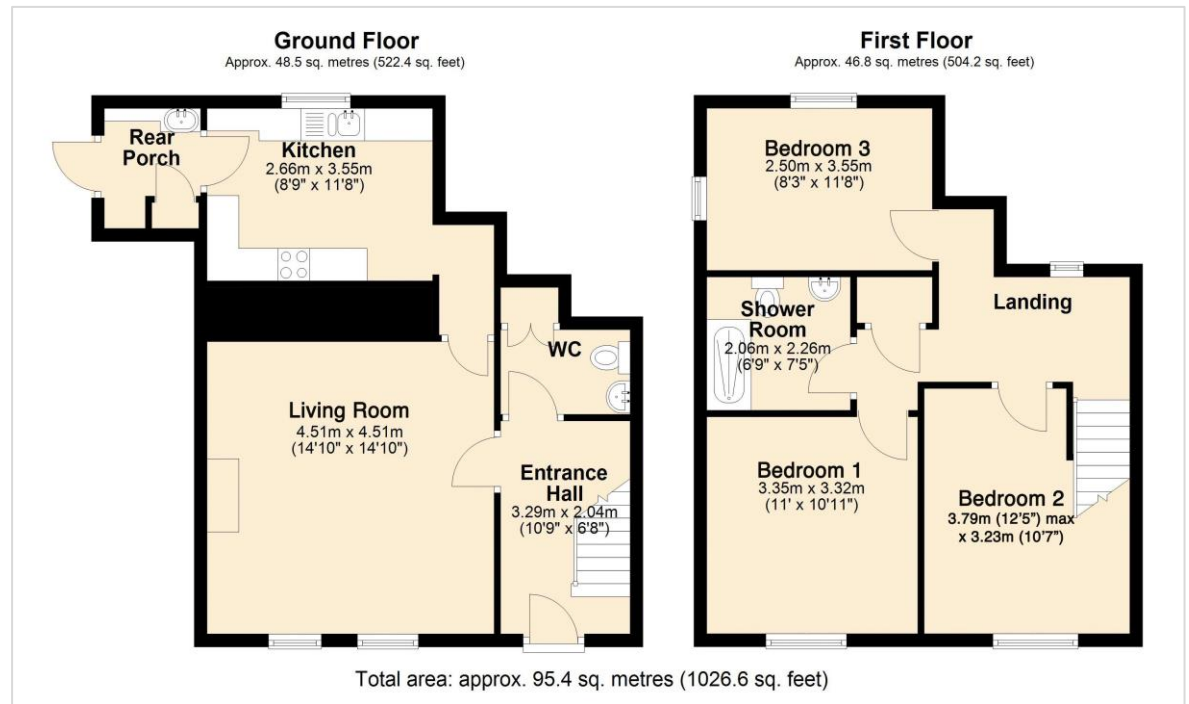 Ground Floor
Approx. 48.5 sq. metres (522.4 sq. feet)
Rear
Porch
Kitchen
2.66m x 3.55m
(8'9" x 11'8")
WC
Living Room
4.51m x 4.51m
(14'10" x 14'10")
Entrance
Hall
3.29m x 2.04m
(10'9" x 6'8")
First Floor
Approx. 46.8 sq. metres (504.2 sq. feet)
Bedroom 3
2.50m x 3.55m
(8'3" x 11'8")
Landing
Shower
Room
2.06m x 2.26m
(6'9" x 7'5")
Bedroom 1
3.35m x 3.32m
(11' x 10'11")
Bedroom 2
3.79m (12'5") max
x 3.23m (10'7")
Total area: approx. 95.4 sq. metres (1026.6 sq. feet)